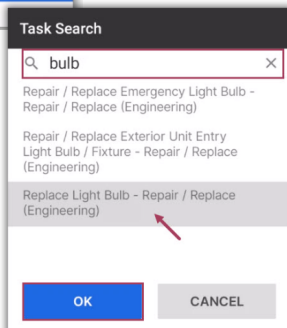 Task Search
bulb
Repair / Replace Emergency Light Bulb -
Repair / Replace (Engineering)
Repair / Replace Exterior Unit Entry
Light Bulb / Fixture - Repair / Replace
(Engineering)
Replace Light Bulb - Repair / Replace
(Engineering)
OK CANCEL